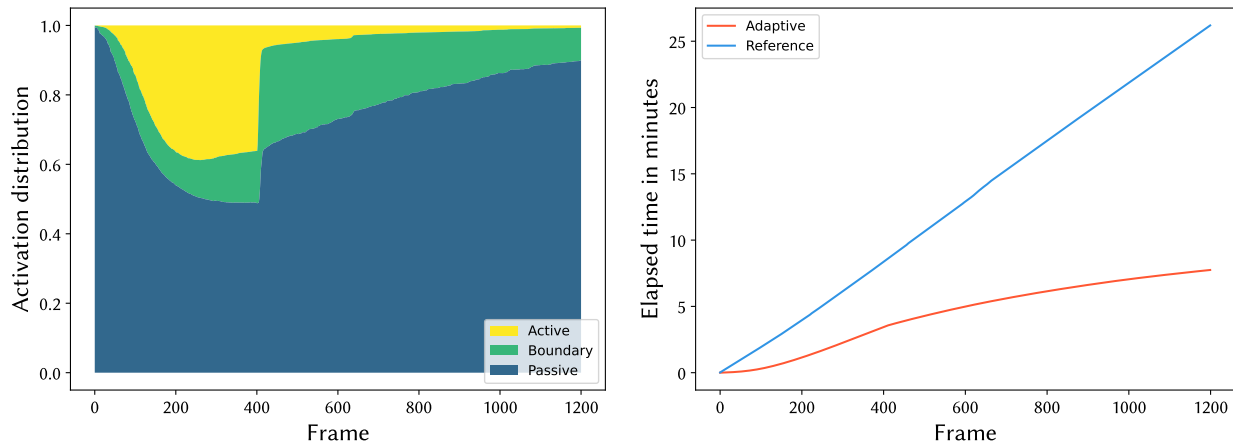 Activation distribution
1.0
0.8
0.6
0.4
0.2
0.0
Active
Boundary
Passive
0
200
400
600
800
1000
1200
Frame
Elapsed time in minutes
25
20
15
10
5
0
Adaptive
Reference
0
200
400
600
800
1000
1200
Frame